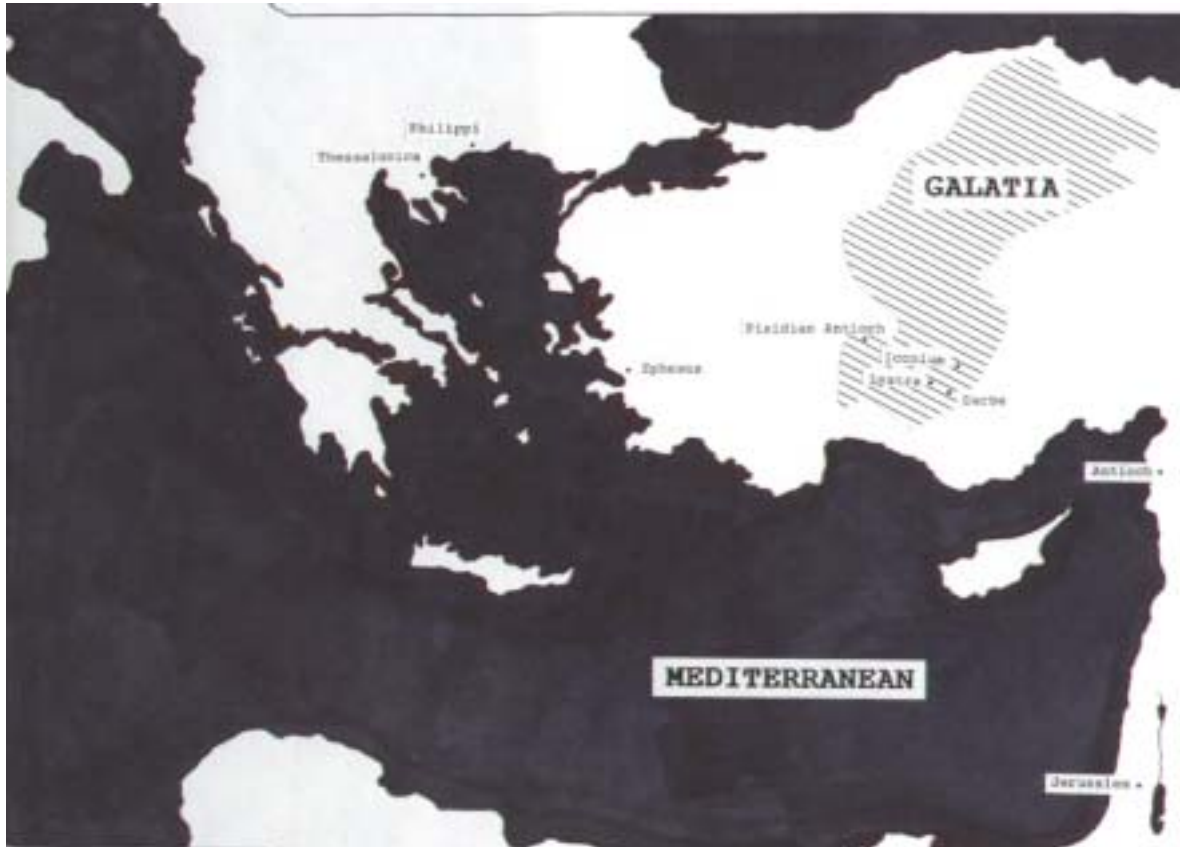 Philippi
Thessalonica
GALATIA
Pisidian Antioch
Iconium
Lystra
Ephesus
Derbe
Antioch
MEDITERRANEAN
Jerusalem